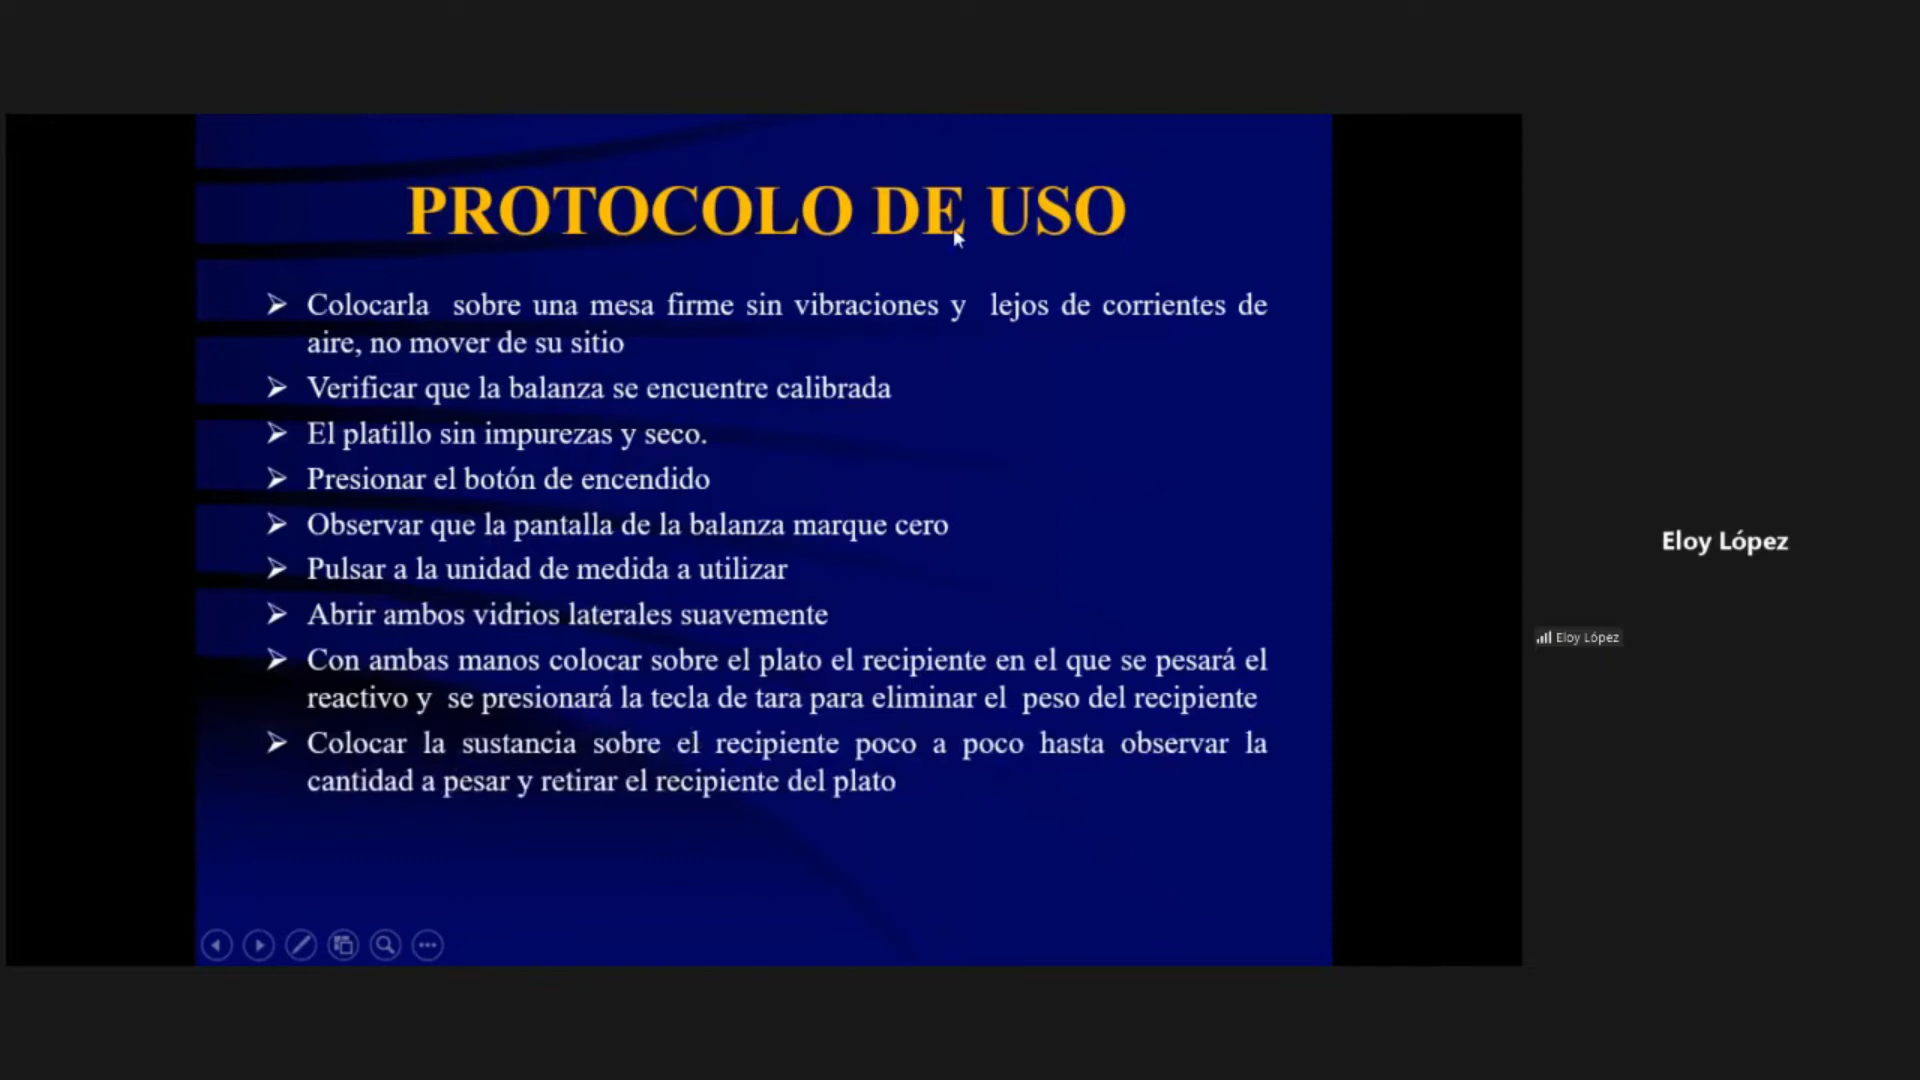 PROTOCOLO DE USO
➢ Colocarla sobre una mesa firme sin vibraciones y lejos de corrientes de
aire, no mover de su sitio
➢ Verificar que la balanza se encuentre calibrada
➢ El platillo sin impurezas y seco.
➢ Presionar el botón de encendido
➢ Observar que la pantalla de la balanza marque cero
➢ Pulsar a la unidad de medida a utilizar
➢ Abrir ambos vidrios laterales suavemente
➢ Con ambas manos colocar sobre el plato el recipiente en el que se pesará el
reactivo y se presionará la tecla de tara para eliminar el peso del recipiente
➢ Colocar la sustancia sobre el recipiente poco a poco hasta observar la
cantidad a pesar y retirar el recipiente del plato
Eloy López
Eloy López